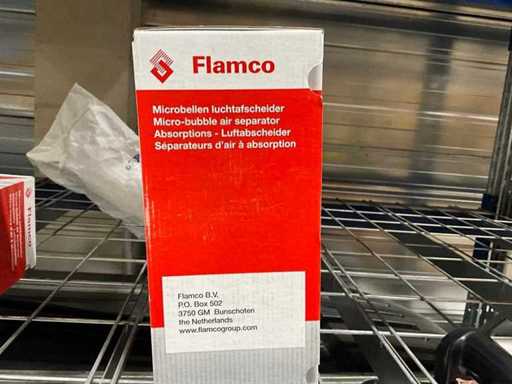 Flamco
Microbellen luchtafscheider
Micro-bubble air separator
Absorptions - Luftabscheider
Séparateurs d'air à absorption
Flamco B.V.
P.O. Box 502
3750 GM Bunschoten
the Netherlands
www.flamcogroup.com